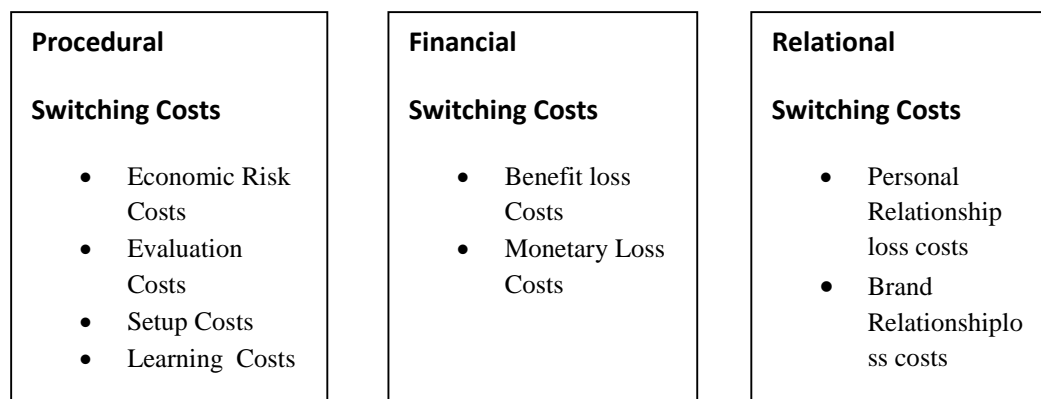 Procedural
Switching Costs
• Economic Risk
Costs
• Evaluation
Costs
• Setup Costs
• Learning Costs
Financial
Switching Costs
• Benefit loss
Costs
• Monetary Loss
Costs
Relational
Switching Costs
• Personal
Relationship
loss costs
• Brand
Relationshiplo
ss costs